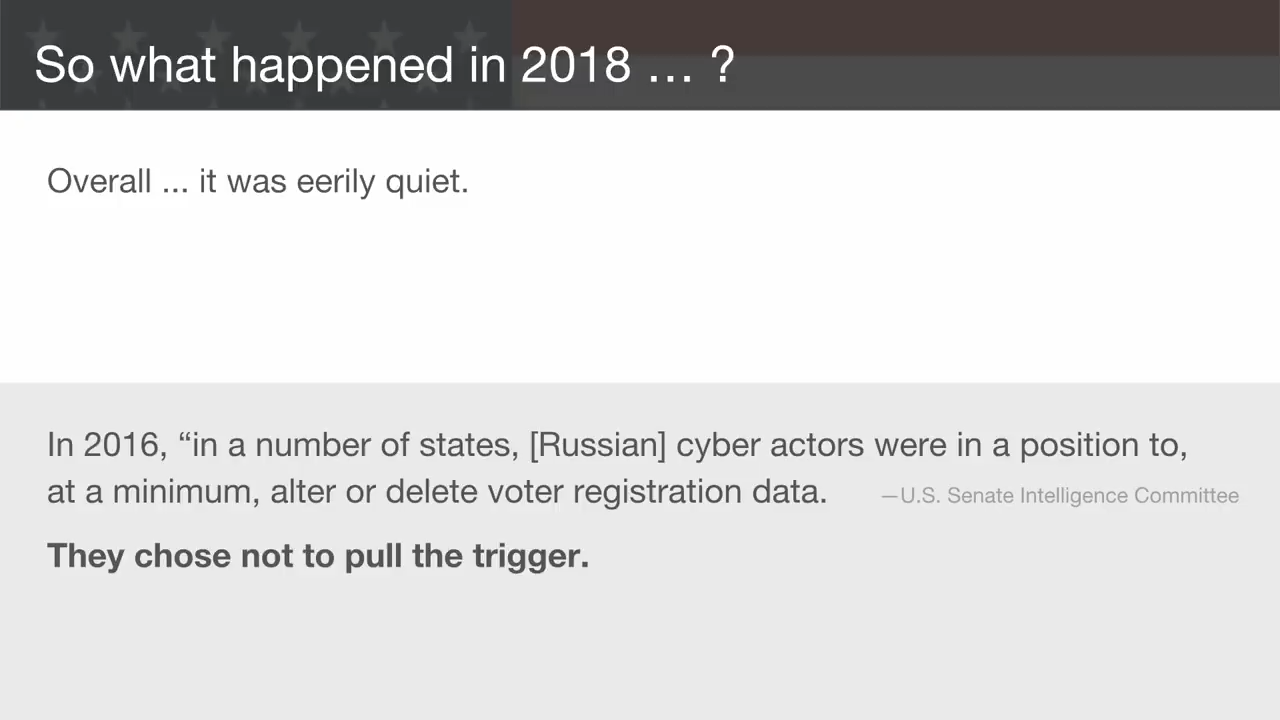 So what happened in 2018 … ?
Overall ... it was eerily quiet.
In 2016, “in a number of states, [Russian] cyber actors were in a position to,
at a minimum, alter or delete voter registration data. —U.S. Senate Intelligence Committee
They chose not to pull the trigger.